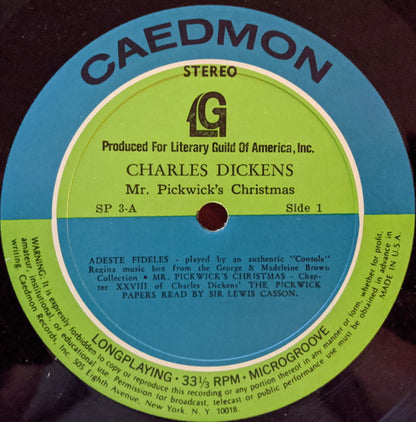 CAEDMON
STEREO
LG
Produced For Literary Guild Of America, Inc.
CHARLES DICKENS
Mr. Pickwick's Christmas
SP 3-A Side 1
ADESTE FIDELES - played by an authentic "Console"
Regina music box from the George & Madeleine Brown
Collection • MR. PICKWICK'S CHRISTMAS - Chap-
ter XXVIII of Charles Dickens' THE PICKWICK
PAPERS READ BY SIR LEWIS CASSON.
LONGPLAYING • 33⅓ RPM • MICROGROOVE
WARNING: It is expressly forbidden to copy or reproduce this recording or any portion thereof in any manner or form, whether for profit,
amateur, institutional, or educational use. Permission for broadcast, telecast or public performance use must be obtained in advance in
writing. Caedmon Records, Inc. 505 Eighth Avenue, New York, N. Y. 10018. MADE IN U.S.A.